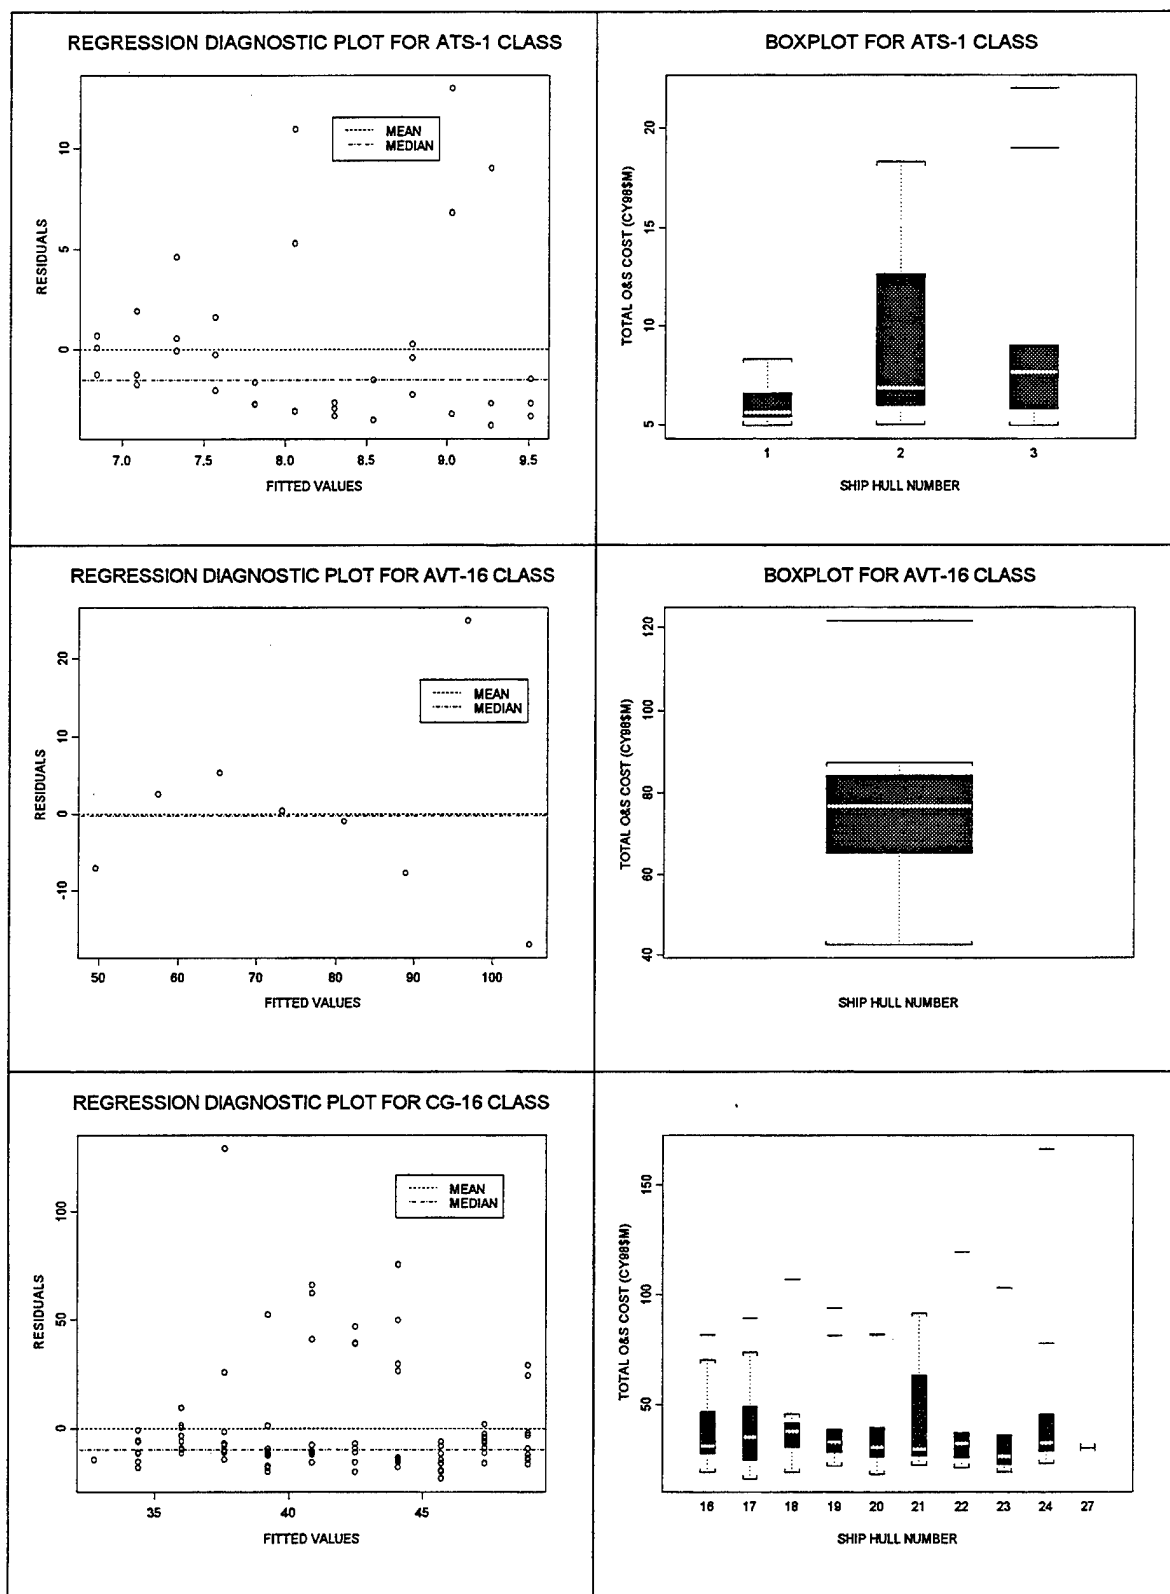 REGRESSION DIAGNOSTIC PLOT FOR ATS-1 CLASS
RESIDUALS
10
5
0
MEAN
MEDIAN
7.0 7.5 8.0 8.5 9.0 9.5
FITTED VALUES
BOXPLOT FOR ATS-1 CLASS
TOTAL O&S COST (CY98$M)
20
15
10
5
1 2 3
SHIP HULL NUMBER
REGRESSION DIAGNOSTIC PLOT FOR AVT-16 CLASS
RESIDUALS
20
10
0
-10
MEAN
MEDIAN
50 60 70 80 90 100
FITTED VALUES
BOXPLOT FOR AVT-16 CLASS
TOTAL O&S COST (CY98$M)
120
100
80
60
40
SHIP HULL NUMBER
REGRESSION DIAGNOSTIC PLOT FOR CG-16 CLASS
RESIDUALS
100
50
0
MEAN
MEDIAN
35 40 45
FITTED VALUES
TOTAL O&S COST (CY98$M)
150
100
50
16 17 18 19 20 21 22 23 24 27
SHIP HULL NUMBER